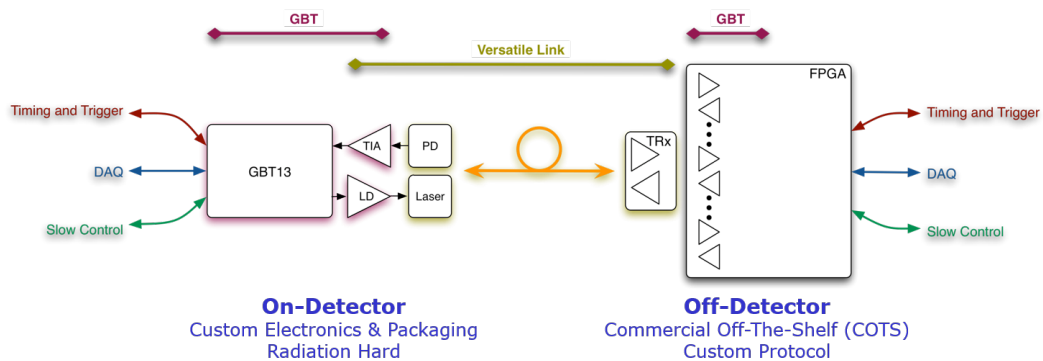 GBT
GBT
Versatile Link
FPGA
Timing and Trigger
Timing and Trigger
TRx
TIA
PD
GBT13
DAQ
DAQ
LD
Laser
Slow Control
Slow Control
On-Detector
Custom Electronics & Packaging
Radiation Hard
Off-Detector
Commercial Off-The-Shelf (COTS)
Custom Protocol